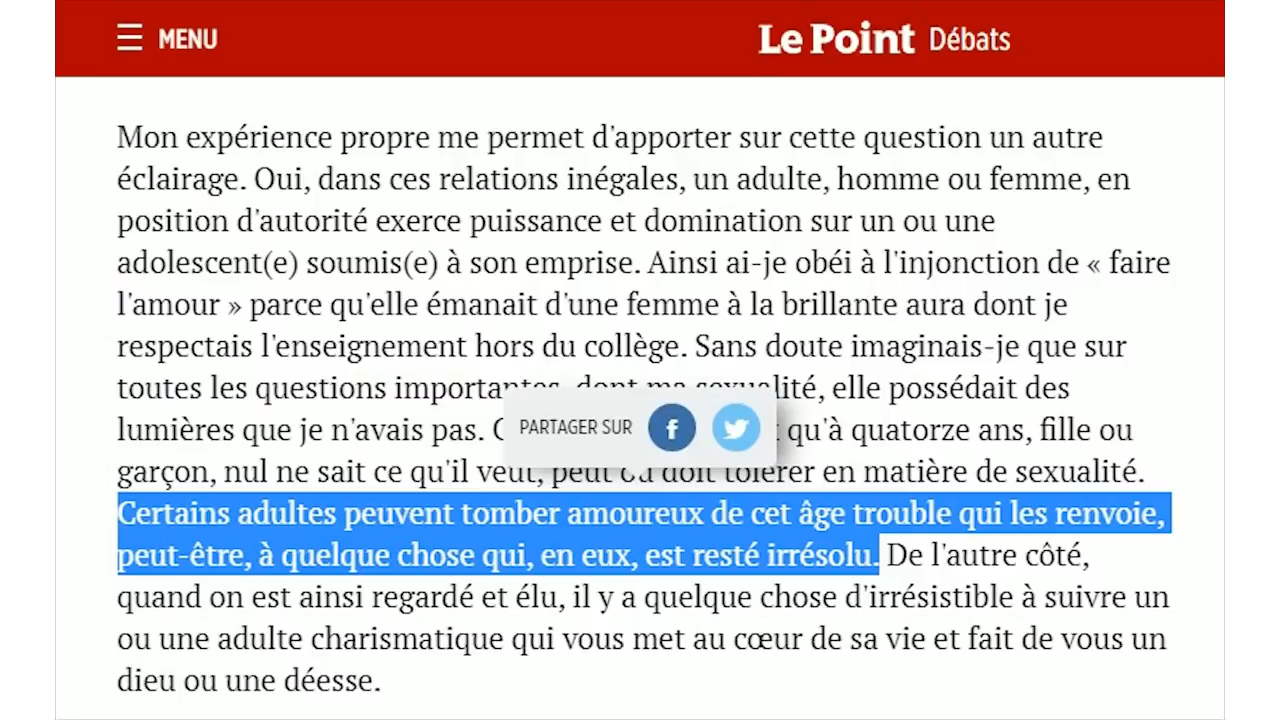 MENU
Le Point Débats
Mon expérience propre me permet d'apporter sur cette question un autre
éclairage. Oui, dans ces relations inégales, un adulte, homme ou femme, en
position d'autorité exerce puissance et domination sur un ou une
adolescent(e) soumis(e) à son emprise. Ainsi ai-je obéi à l'injonction de « faire
l'amour » parce qu'elle émanait d'une femme à la brillante aura dont je
respectais l'enseignement hors du collège. Sans doute imaginais-je que sur
toutes les questions importantes, dont ma sexualité, elle possédait des
lumières que je n'avais pas. qu'à quatorze ans, fille ou
PARTAGER SUR
garçon, nul ne sait ce qu'il veut, peut ou doit tolérer en matière de sexualité.
Certains adultes peuvent tomber amoureux de cet âge trouble qui les renvoie,
peut-être, à quelque chose qui, en eux, est resté irrésolu. De l'autre côté,
quand on est ainsi regardé et élu, il y a quelque chose d'irrésistible à suivre un
ou une adulte charismatique qui vous met au cœur de sa vie et fait de vous un
dieu ou une déesse.